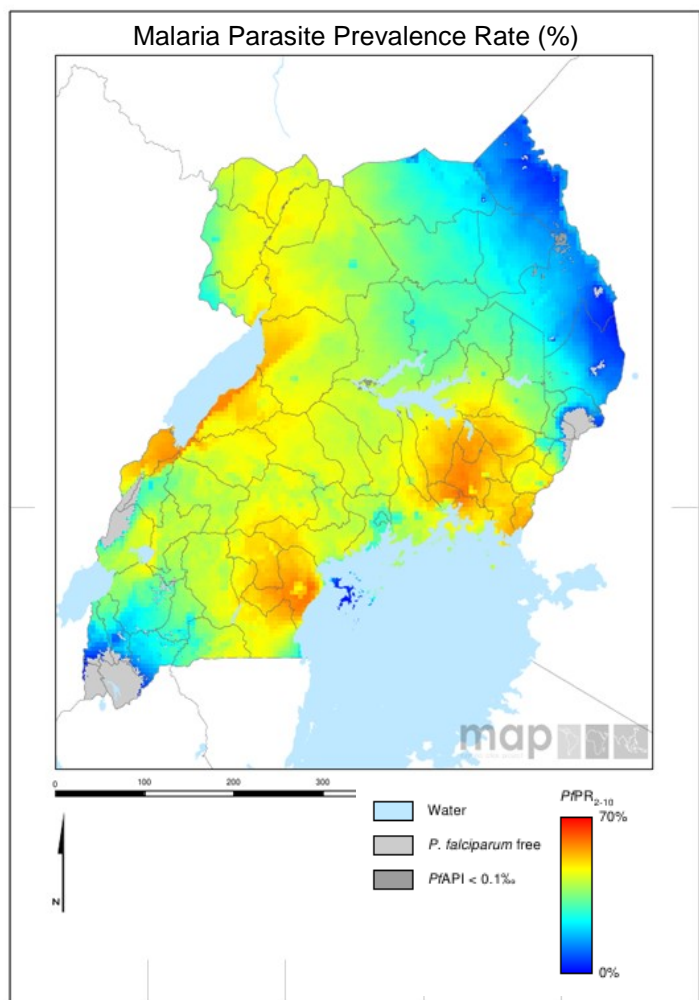 Malaria Parasite Prevalence Rate (%)
map
0 100 200 300
Water
P. falciparum free
PfAPI < 0.1‰
N
PfPR2-10
70%
0%